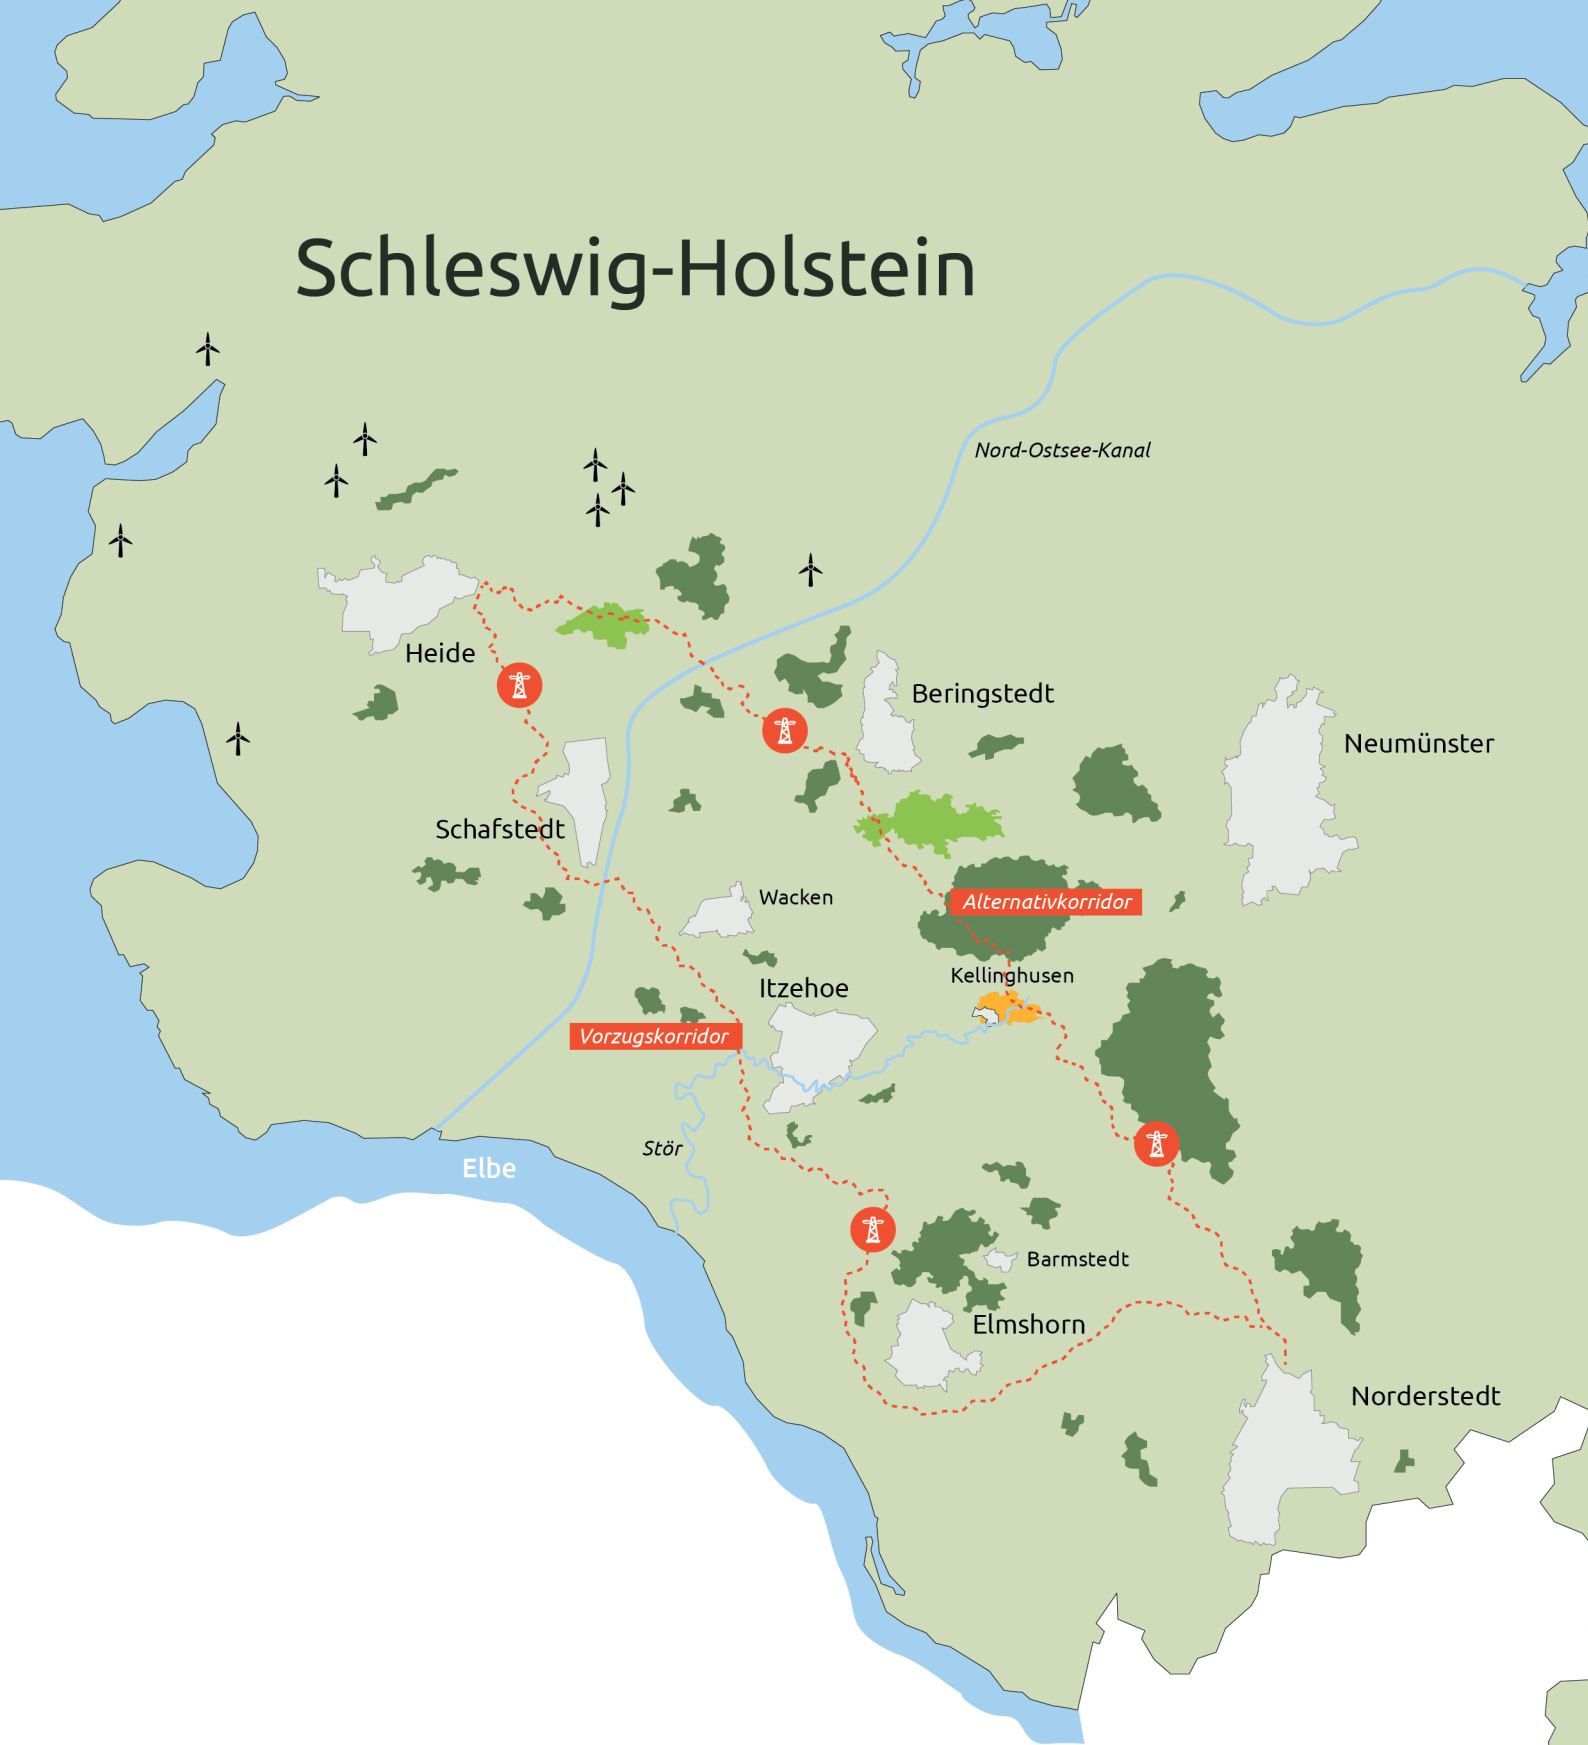 Schleswig-Holstein
Nord-Ostsee-Kanal
Heide
Beringstedt
Neumünster
Schafstedt
Wacken
Alternativkorridor
Kellinghusen
Itzehoe
Vorzugskorridor
Stör
Elbe
Barmstedt
Elmshorn
Norderstedt